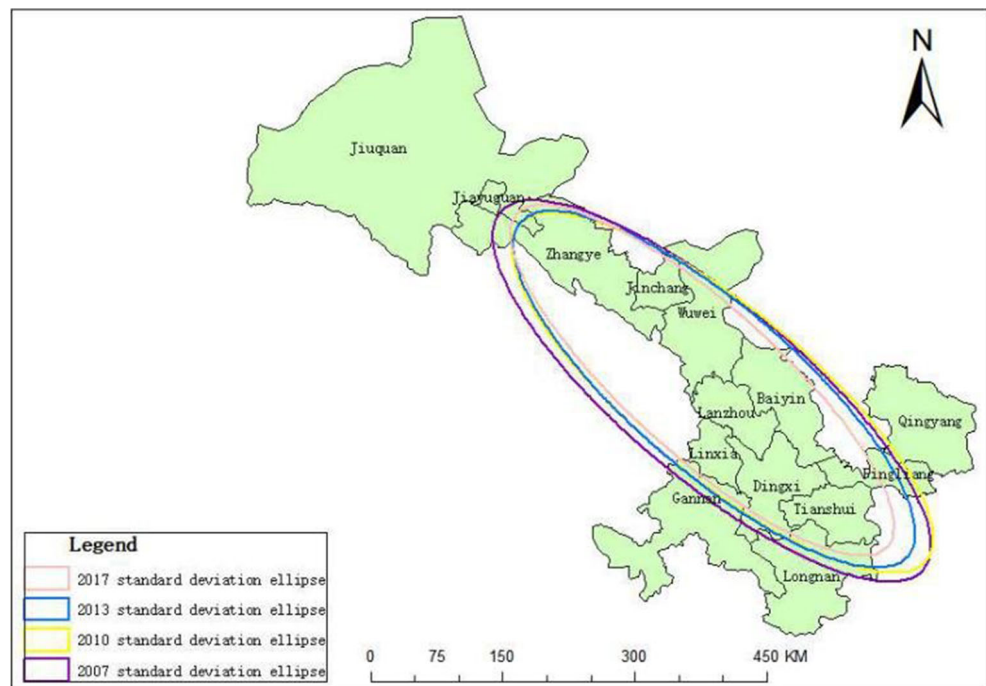 N
Jiuquan
Jiayuguan
Zhangye
Jinchang
Wuwei
Baiyin
Qingyang
Lanzhou
Linxia
Pingliang
Dingxi
Gannan
Tianshui
Longnan
Legend
2017 standard deviation ellipse
2013 standard deviation ellipse
2010 standard deviation ellipse
2007 standard deviation ellipse
0 75 150 300 450 KM